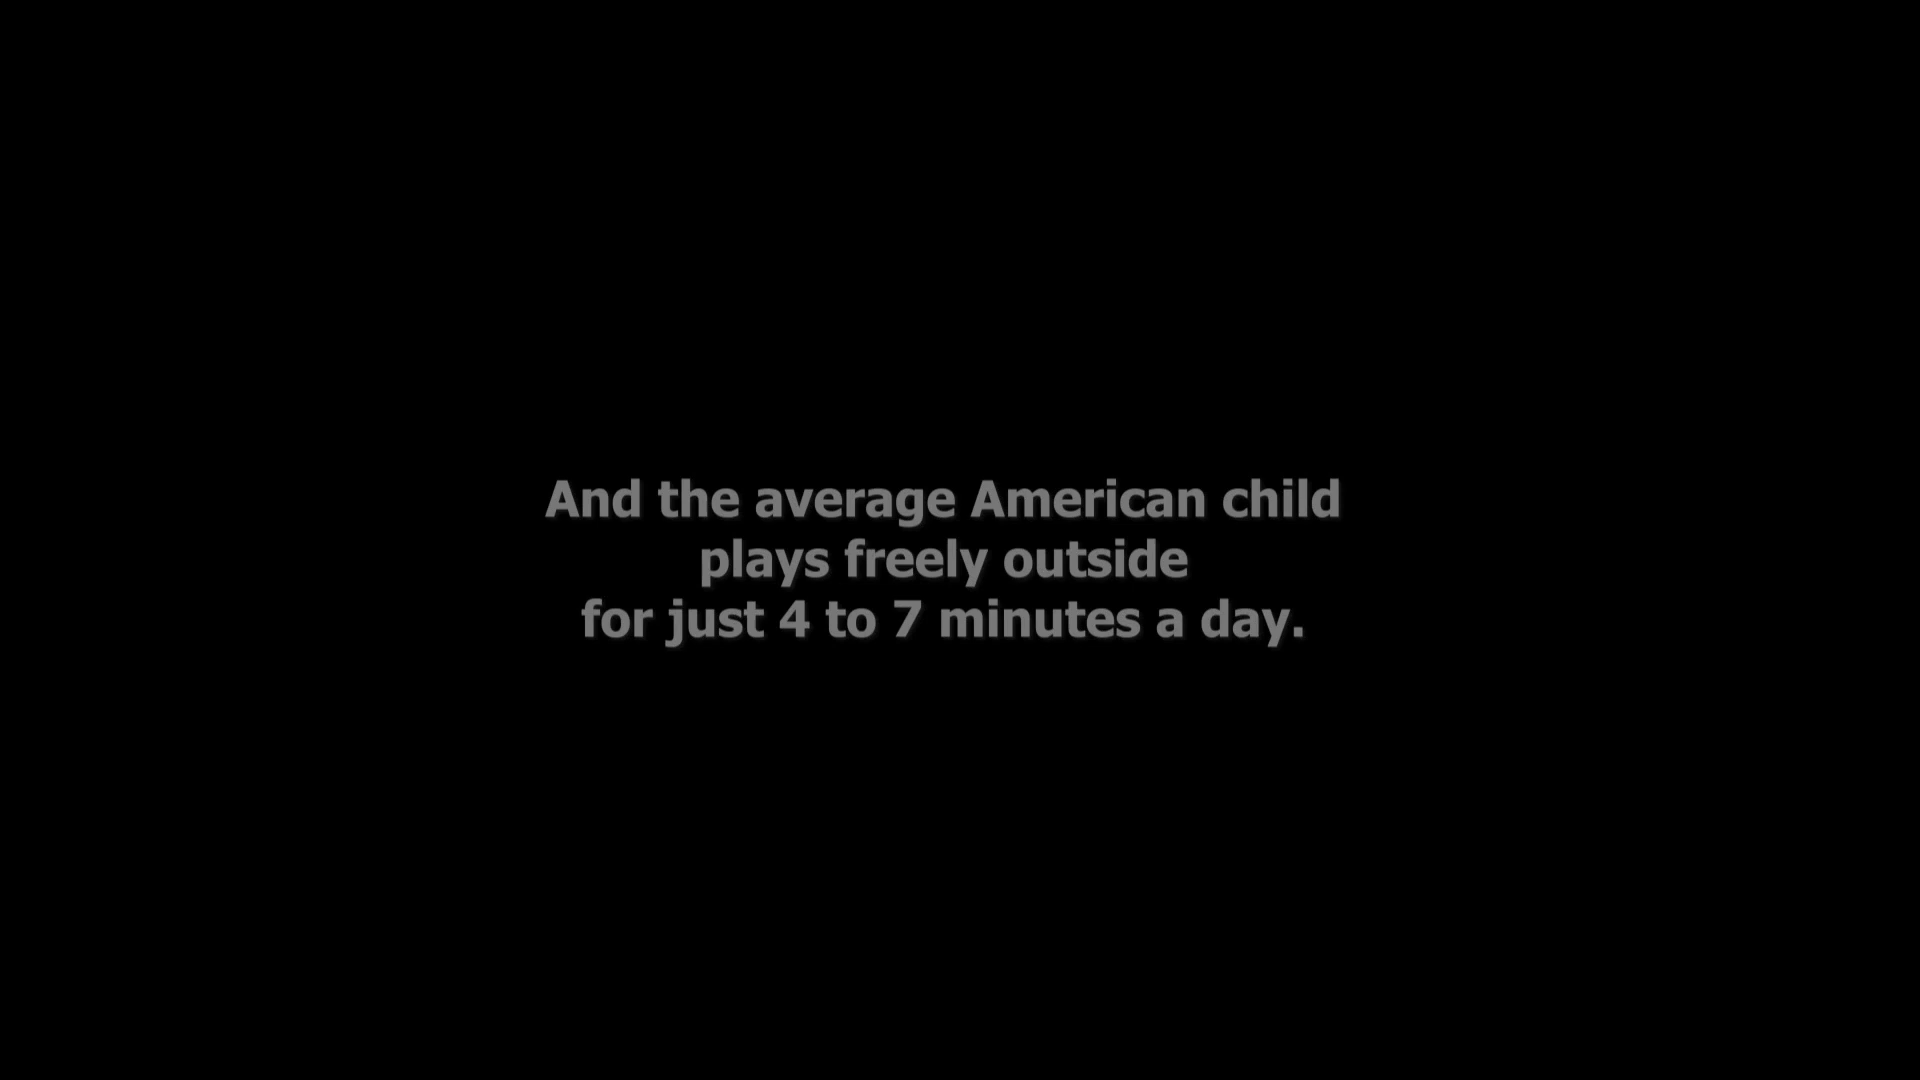 And the average American child
plays freely outside
for just 4 to 7 minutes a day.